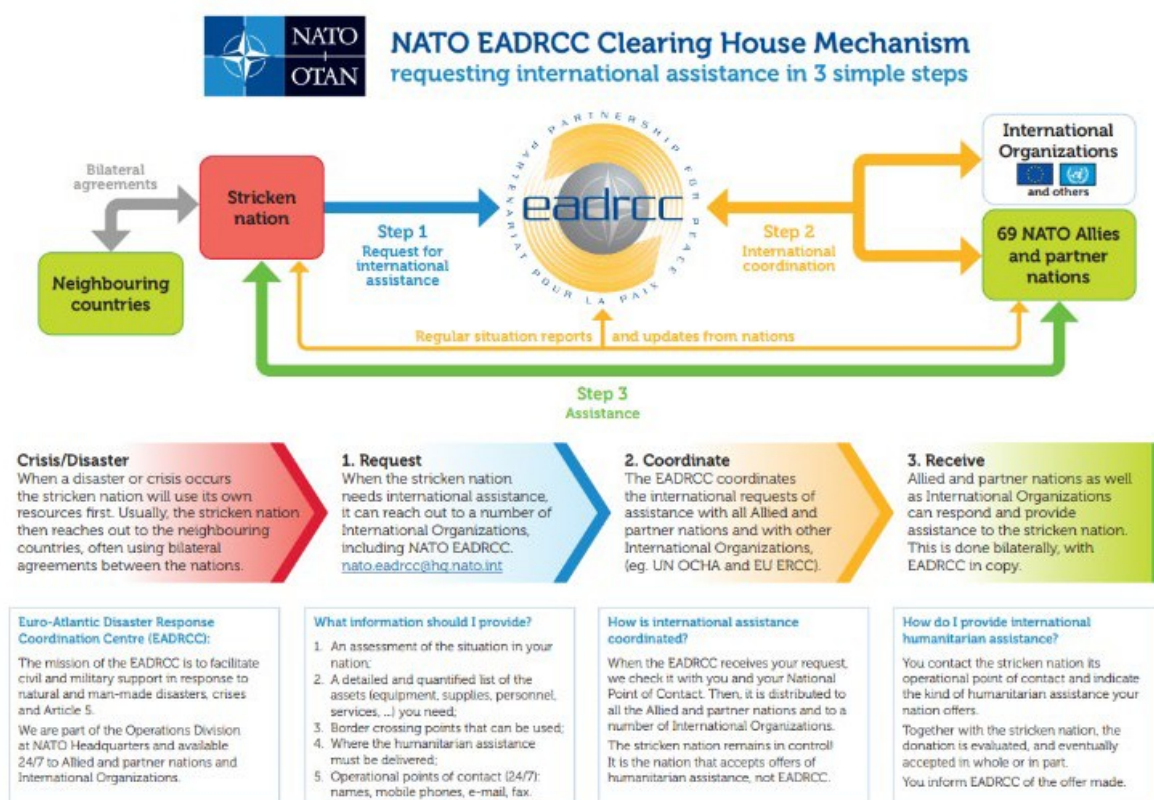 NATO
OTAN
NATO EADRCC Clearing House Mechanism
requesting international assistance in 3 simple steps
Bilateral
agreements
Neighbouring
countries
Stricken
nation
Step 1
Request for
international
assistance
PARTENARIAT POUR LA PAIX
PARTNERSHIP FOR PEACE
eadrcc
Step 2
International
coordination
International
Organizations
and others
69 NATO Allies
and partner
nations
Regular situation reports and updates from nations
Step 3
Assistance
Crisis/Disaster
When a disaster or crisis occurs
the stricken nation will use its own
resources first. Usually, the stricken nation
then reaches out to the neighbouring
countries, often using bilateral
agreements between the nations.
1. Request
When the stricken nation
needs international assistance,
it can reach out to a number of
International Organizations,
including NATO EADRCC.
nato.eadrcc@hq.nato.int
2. Coordinate
The EADRCC coordinates
the international requests of
assistance with all Allied and
partner nations and with other
International Organizations,
(eg. UN OCHA and EU ERCC).
3. Receive
Allied and partner nations as well
as International Organizations
can respond and provide
assistance to the stricken nation.
This is done bilaterally, with
EADRCC in copy.
Euro-Atlantic Disaster Response
Coordination Centre (EADRCC):
The mission of the EADRCC is to facilitate
civil and military support in response to
natural and man-made disasters, crises
and Article 5.
We are part of the Operations Division
at NATO Headquarters and available
24/7 to Allied and partner nations and
International Organizations.
What information should I provide?
1. An assessment of the situation in your
nation;
2. A detailed and quantified list of the
assets (equipment, supplies, personnel,
services, ...) you need;
3. Border crossing points that can be used;
4. Where the humanitarian assistance
must be delivered;
5. Operational points of contact (24/7):
names, mobile phones, e-mail, fax.
How is international assistance
coordinated?
When the EADRCC receives your request,
we check it with you and your National
Point of Contact. Then, it is distributed to
all the Allied and partner nations and to a
number of International Organizations.
The stricken nation remains in control!
It is the nation that accepts offers of
humanitarian assistance, not EADRCC.
How do I provide international
humanitarian assistance?
You contact the stricken nation its
operational point of contact and indicate
the kind of humanitarian assistance your
nation offers.
Together with the stricken nation, the
donation is evaluated, and eventually
accepted in whole or in part.
You inform EADRCC of the offer made.